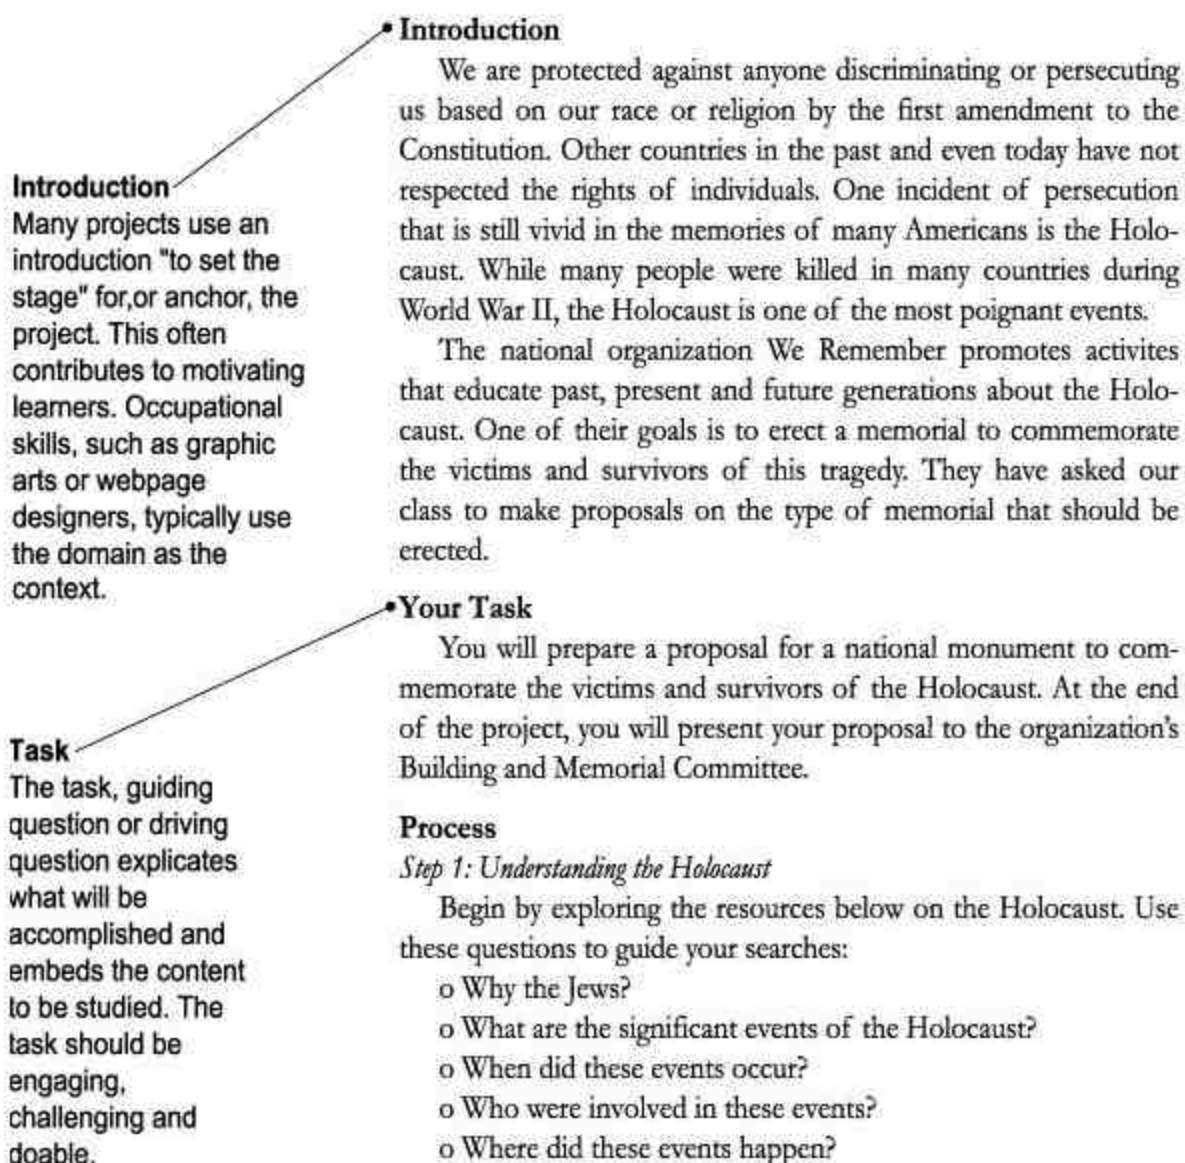 Introduction
Many projects use an
introduction "to set the
stage" for,or anchor, the
project. This often
contributes to motivating
learners. Occupational
skills, such as graphic
arts or webpage
designers, typically use
the domain as the
context.
Task
The task, guiding
question or driving
question explicates
what will be
accomplished and
embeds the content
to be studied. The
task should be
engaging,
challenging and
doable.
Introduction
We are protected against anyone discriminating or persecuting
us based on our race or religion by the first amendment to the
Constitution. Other countries in the past and even today have not
respected the rights of individuals. One incident of persecution
that is still vivid in the memories of many Americans is the Holo-
caust. While many people were killed in many countries during
World War II, the Holocaust is one of the most poignant events.
The national organization We Remember promotes activites
that educate past, present and future generations about the Holo-
caust. One of their goals is to erect a memorial to commemorate
the victims and survivors of this tragedy. They have asked our
class to make proposals on the type of memorial that should be
erected.
Your Task
You will prepare a proposal for a national monument to com-
memorate the victims and survivors of the Holocaust. At the end
of the project, you will present your proposal to the organization's
Building and Memorial Committee.
Process
Step 1: Understanding the Holocaust
Begin by exploring the resources below on the Holocaust. Use
these questions to guide your searches:
o Why the Jews?
o What are the significant events of the Holocaust?
o When did these events occur?
o Who were involved in these events?
o Where did these events happen?